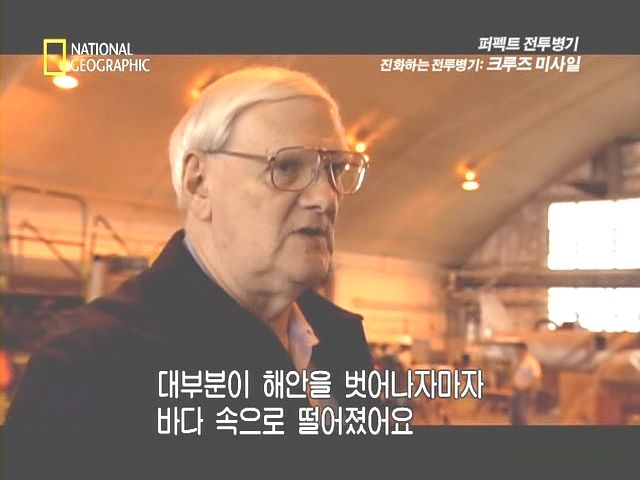 NATIONAL
GEOGRAPHIC
퍼펙트 전투병기
진화하는 전투병기: 크루즈 미사일
대부분이 해안을 벗어나자마자
바다 속으로 떨어졌어요